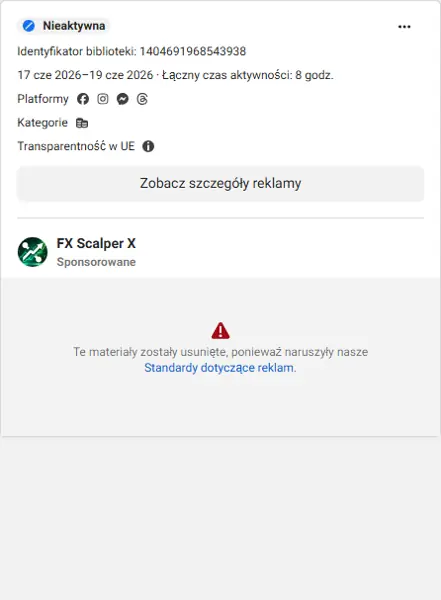 Nieaktywna
Identyfikator biblioteki: 1404691968543938
17 cze 2026–19 cze 2026 · Łączny czas aktywności: 8 godz.
Platformy
Kategorie
Transparentność w UE
Zobacz szczegóły reklamy
FX Scalper X
Sponsorowane
Te materiały zostały usunięte, ponieważ naruszyły nasze
Standardy dotyczące reklam.